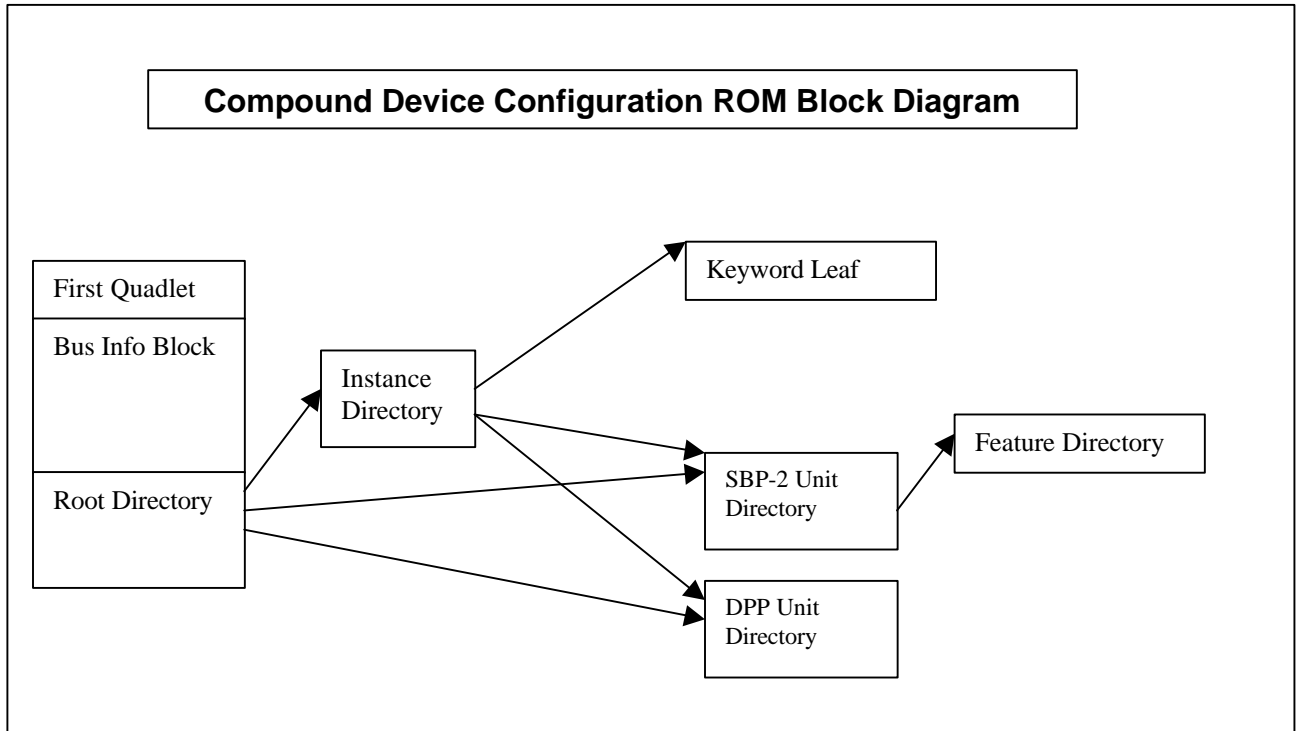 Compound Device Configuration ROM Block Diagram
First Quadlet
Bus Info Block
Root Directory
Instance
Directory
Keyword Leaf
SBP-2 Unit
Directory
DPP Unit
Directory
Feature Directory